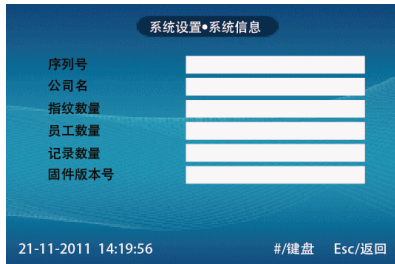 系统设置•系统信息
序列号
公司名
指纹数量
员工数量
记录数量
固件版本号
21-11-2011 14:19:56 #/键盘 Esc/返回